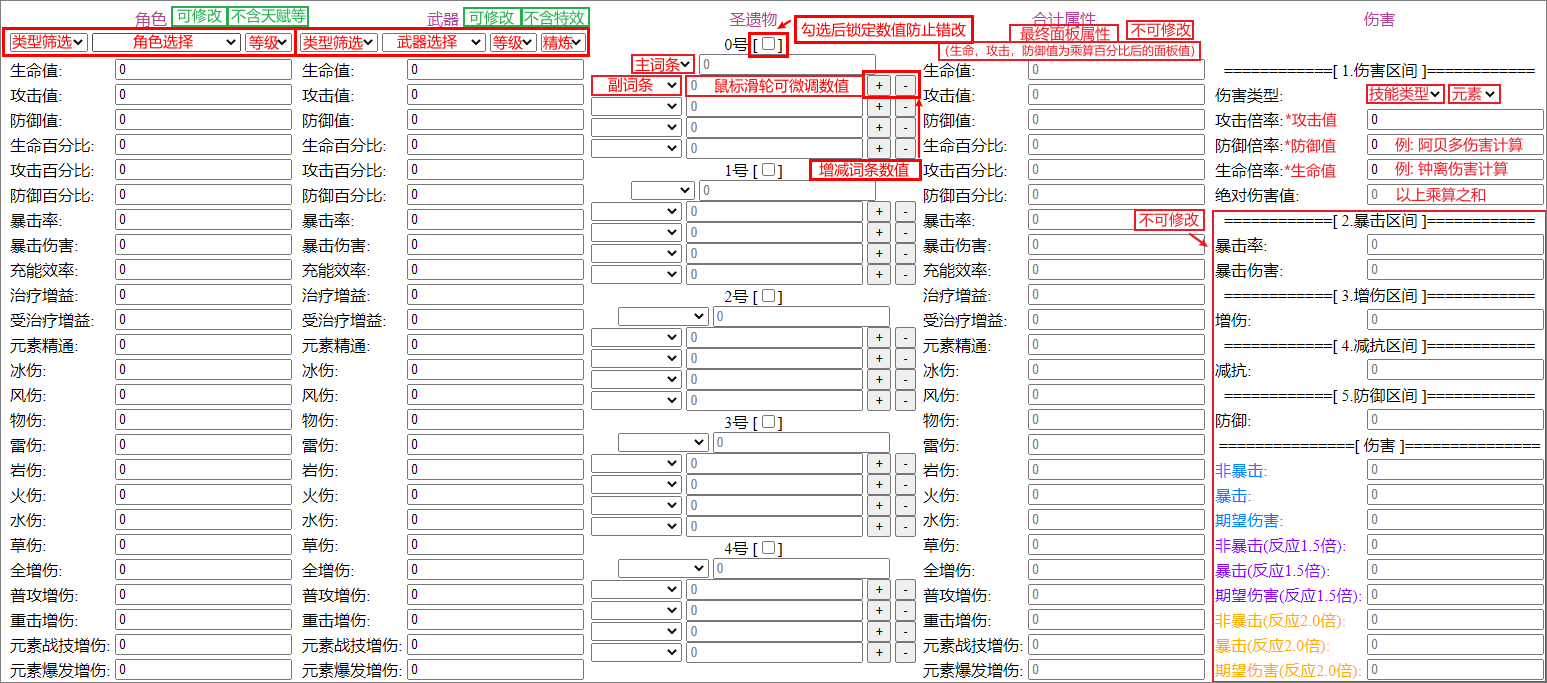 角色 可修改 不含天赋等
类型筛选 角色选择 等级
生命值: 0
攻击值: 0
防御值: 0
生命百分比: 0
攻击百分比: 0
防御百分比: 0
暴击率: 0
暴击伤害: 0
充能效率: 0
治疗增益: 0
受治疗增益: 0
元素精通: 0
冰伤: 0
风伤: 0
物伤: 0
雷伤: 0
岩伤: 0
火伤: 0
水伤: 0
草伤: 0
全增伤: 0
普攻增伤: 0
重击增伤: 0
元素战技增伤: 0
元素爆发增伤: 0
武器 可修改 不含特效
类型筛选 武器选择 等级 精炼
生命值: 0
攻击值: 0
防御值: 0
生命百分比: 0
攻击百分比: 0
防御百分比: 0
暴击率: 0
暴击伤害: 0
充能效率: 0
治疗增益: 0
受治疗增益: 0
元素精通: 0
冰伤: 0
风伤: 0
物伤: 0
雷伤: 0
岩伤: 0
火伤: 0
水伤: 0
草伤: 0
全增伤: 0
普攻增伤: 0
重击增伤: 0
元素战技增伤: 0
元素爆发增伤: 0
圣遗物
0号 [ ] 勾选后锁定数值防止错改
主词条 0
副词条 0 鼠标滑轮可微调数值 + -
0 + -
0 + -
0 + -
增减词条数值
1号 [ ]
0
0 + -
0 + -
0 + -
0 + -
2号 [ ]
0
0 + -
0 + -
0 + -
0 + -
3号 [ ]
0
0 + -
0 + -
0 + -
0 + -
4号 [ ]
0
0 + -
0 + -
0 + -
0 + -
合计属性
最终面板属性 不可修改
(生命，攻击，防御值为乘算百分比后的面板值)
生命值: 0
攻击值: 0
防御值: 0
生命百分比: 0
攻击百分比: 0
防御百分比: 0
暴击率: 0
暴击伤害: 0
充能效率: 0
治疗增益: 0
受治疗增益: 0
元素精通: 0
冰伤: 0
风伤: 0
物伤: 0
雷伤: 0
岩伤: 0
火伤: 0
水伤: 0
草伤: 0
全增伤: 0
普攻增伤: 0
重击增伤: 0
元素战技增伤: 0
元素爆发增伤: 0
伤害
============[ 1.伤害区间 ]============
伤害类型: 技能类型 元素
攻击倍率:*攻击值 0
防御倍率:*防御值 0 例: 阿贝多伤害计算
生命倍率:*生命值 0 例: 钟离伤害计算
绝对伤害值: 0 以上乘算之和
不可修改
============[ 2.暴击区间 ]============
暴击率: 0
暴击伤害: 0
============[ 3.增伤区间 ]============
增伤: 0
============[ 4.减抗区间 ]============
减抗: 0
============[ 5.防御区间 ]============
防御: 0
===============[ 伤害 ]===============
非暴击: 0
暴击: 0
期望伤害: 0
非暴击(反应1.5倍): 0
暴击(反应1.5倍): 0
期望伤害(反应1.5倍): 0
非暴击(反应2.0倍): 0
暴击(反应2.0倍): 0
期望伤害(反应2.0倍): 0